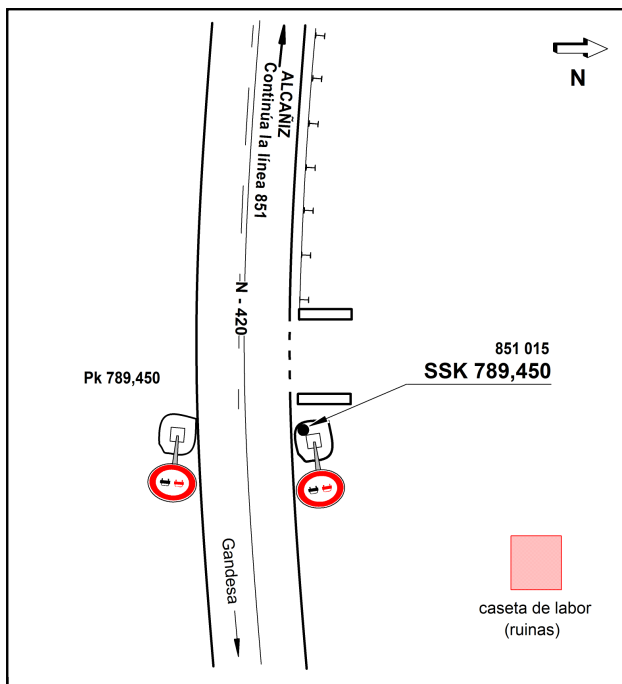 N
ALCAÑIZ
Continúa la línea 851
N - 420
851 015
SSK 789,450
Pk 789,450
Gandesa
caseta de labor
(ruinas)